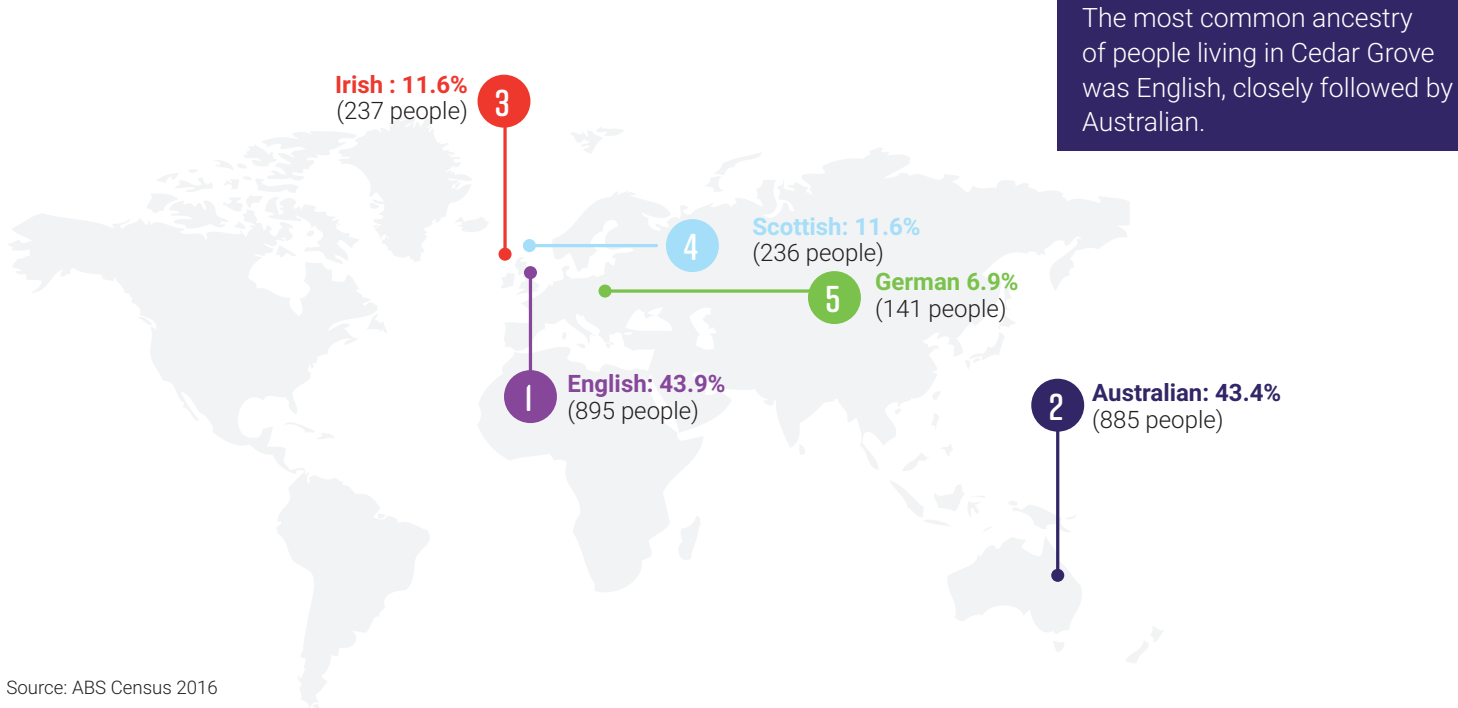 The most common ancestry
of people living in Cedar Grove
was English, closely followed by
Australian.
Irish : 11.6%
(237 people)
3
4
Scottish: 11.6%
(236 people)
5
German 6.9%
(141 people)
1
English: 43.9%
(895 people)
2
Australian: 43.4%
(885 people)
Source: ABS Census 2016